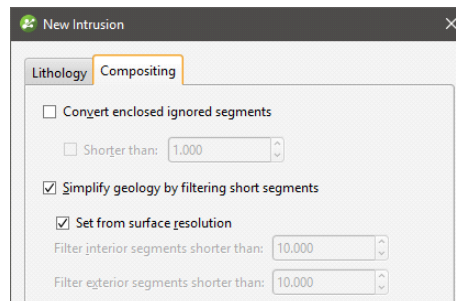 New Intrusion
Lithology Compositing
Convert enclosed ignored segments
Shorter than: 1.000
Simplify geology by filtering short segments
Set from surface resolution
Filter interior segments shorter than: 10.000
Filter exterior segments shorter than: 10.000